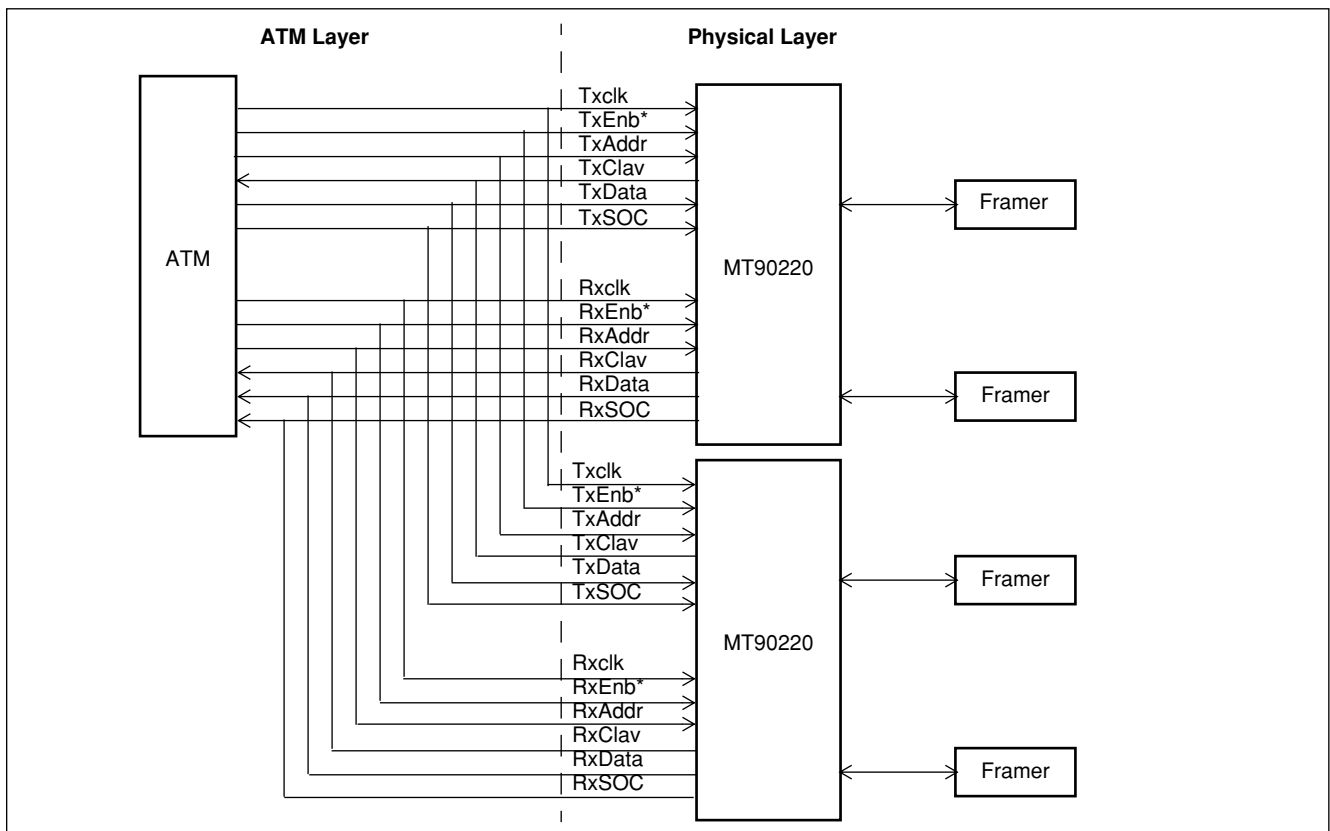 ATM Layer
Physical Layer
Txclk
TxEnb*
TxAddr
TxClav
TxData
TxSOC
Framer
ATM
MT90220
Rxclk
RxEnb*
RxAddr
RxClav
RxData
RxSOC
Framer
Txclk
TxEnb*
TxAddr
TxClav
TxData
TxSOC
Framer
MT90220
Rxclk
RxEnb*
RxAddr
RxClav
RxData
RxSOC
Framer